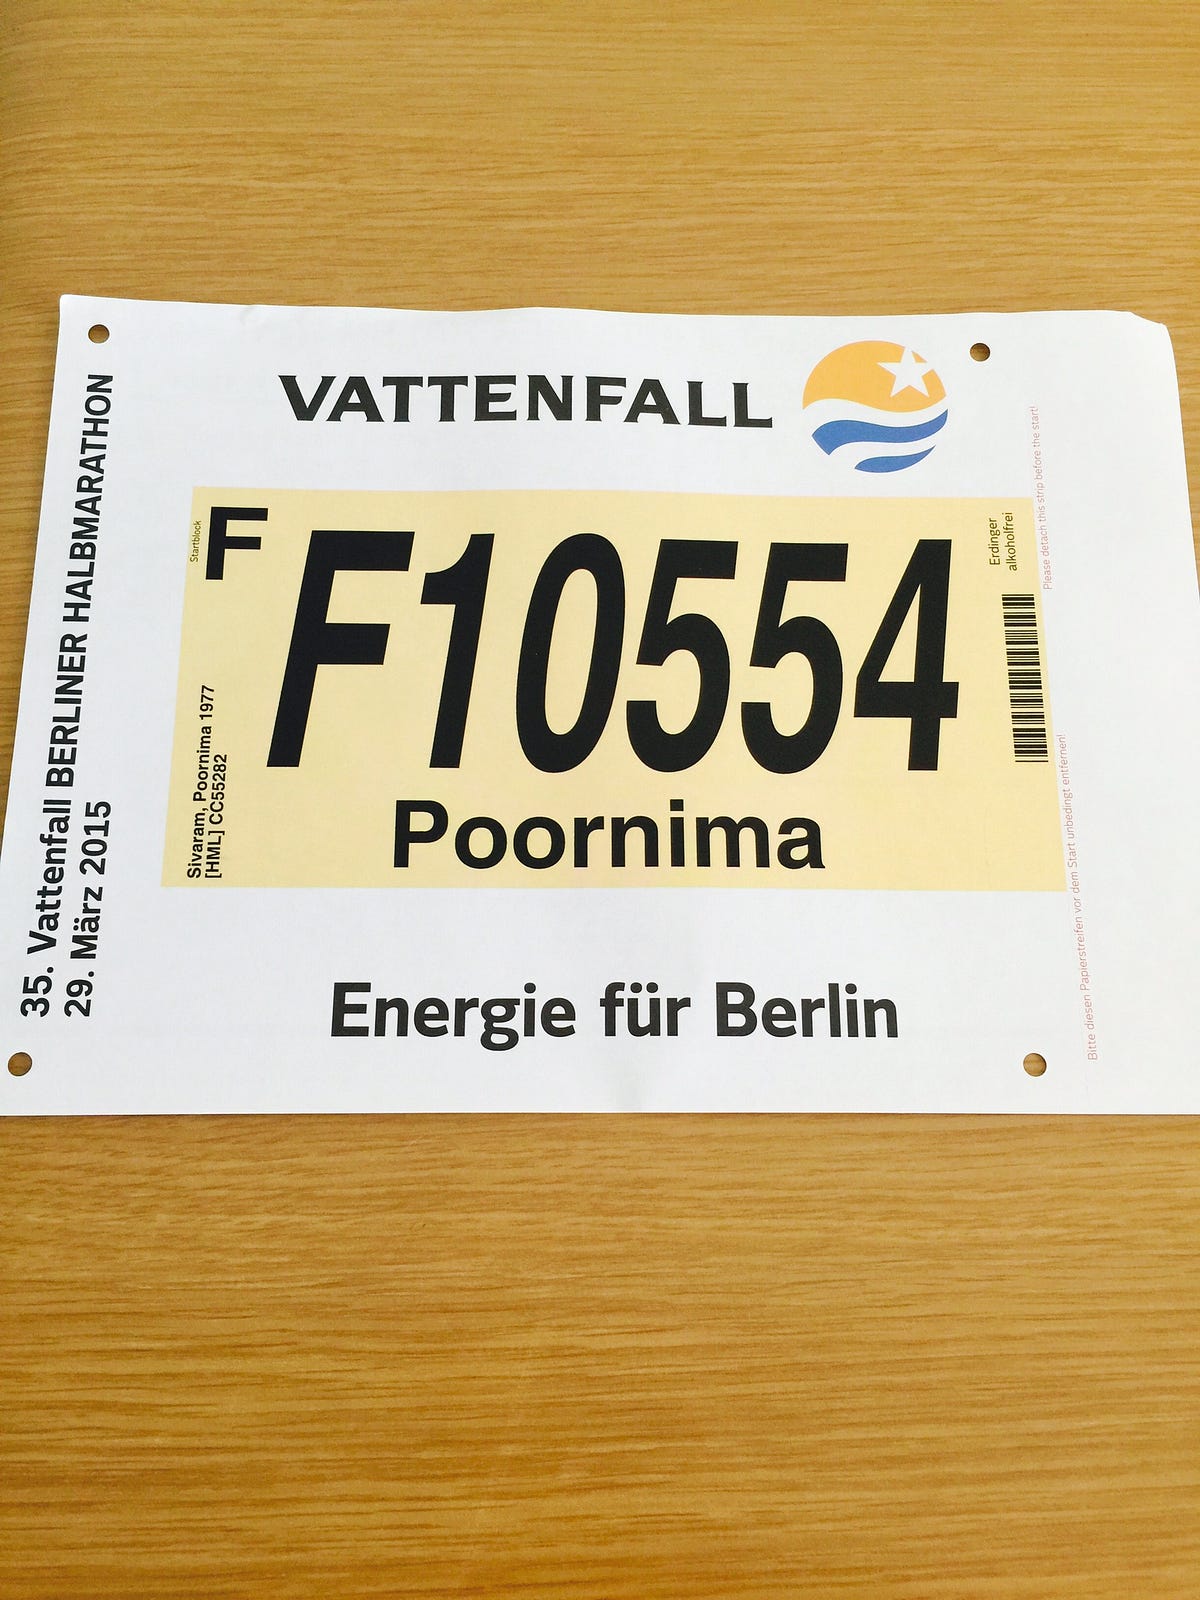 VATTENFALL
35. Vattenfall BERLINER HALBMARATHON
29. März 2015
Startblock
F
F10554
Erdinger
alkoholfrei
Sivaram, Poornima 1977
[HML] CC55282
Poornima
Energie für Berlin
Please detach this strip before the start!
Bitte diesen Papierstreifen vor dem Start unbedingt entfernen!